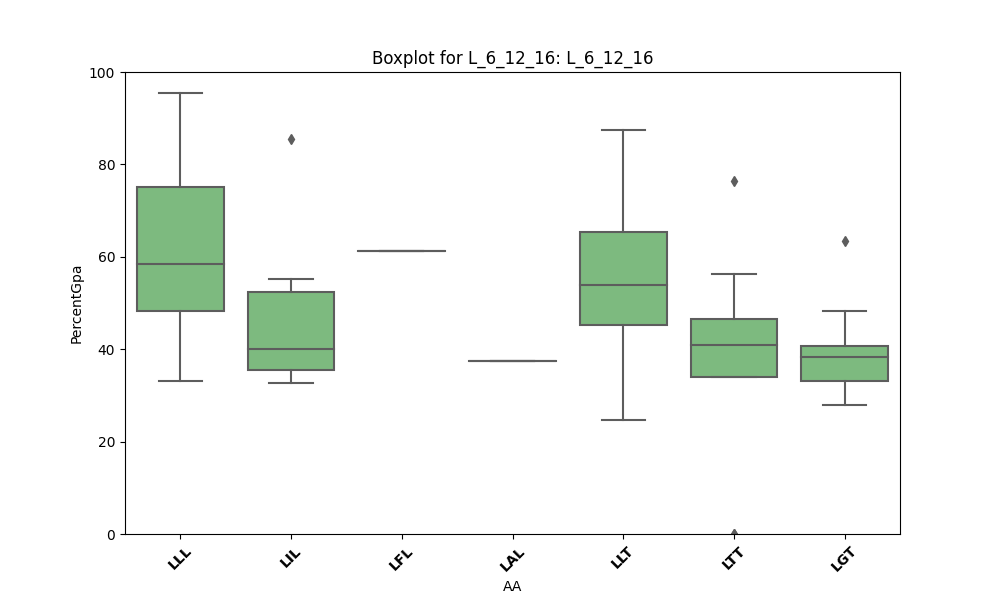 Boxplot for L_6_12_16: L_6_12_16
100
80
60
40
20
0
PercentGpa
LLL
LIL
LFL
LAL
LLT
LTT
LGT
AA